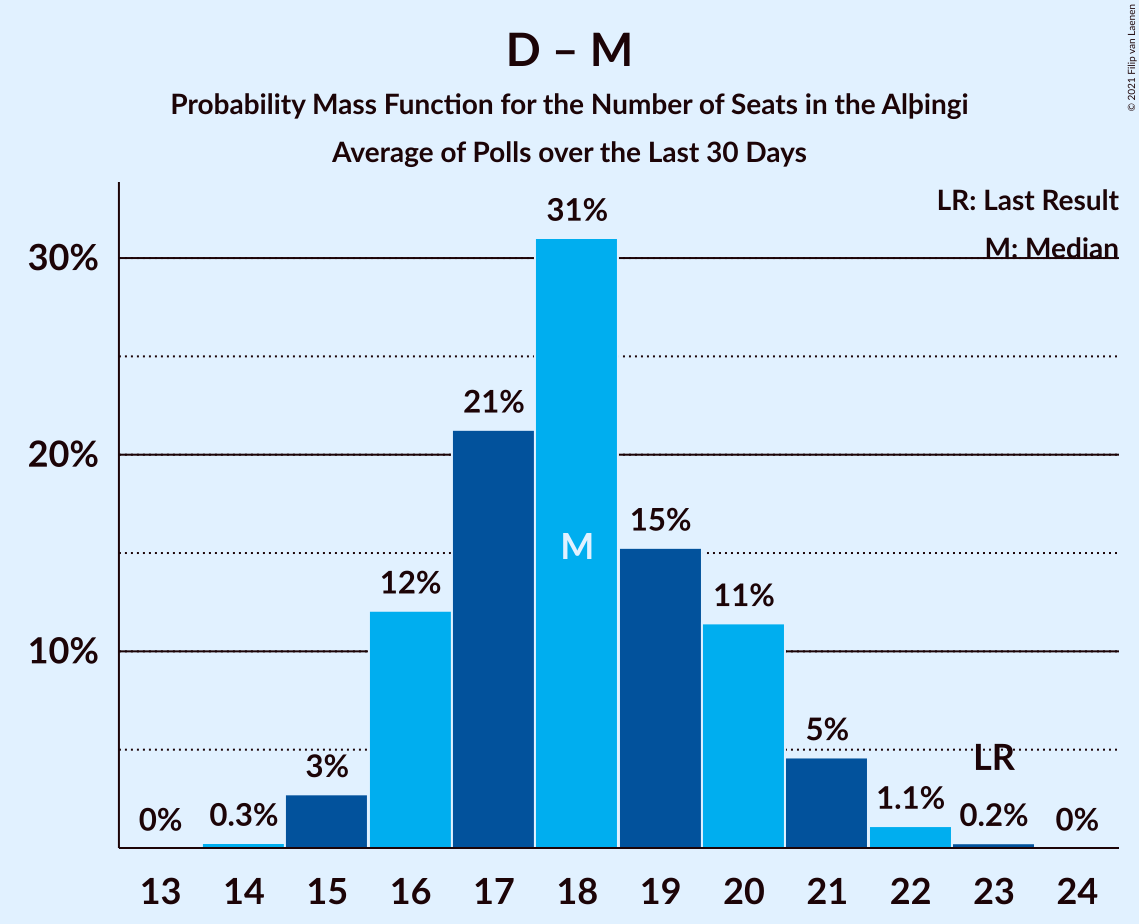 D – M
Probability Mass Function for the Number of Seats in the Alþingi
Average of Polls over the Last 30 Days
© 2021 Filip van Laenen
LR: Last Result
M: Median
30%
20%
10%
0%
0.3%
3%
12%
21%
31%
M
15%
11%
5%
1.1%
LR
0.2%
0%
13 14 15 16 17 18 19 20 21 22 23 24